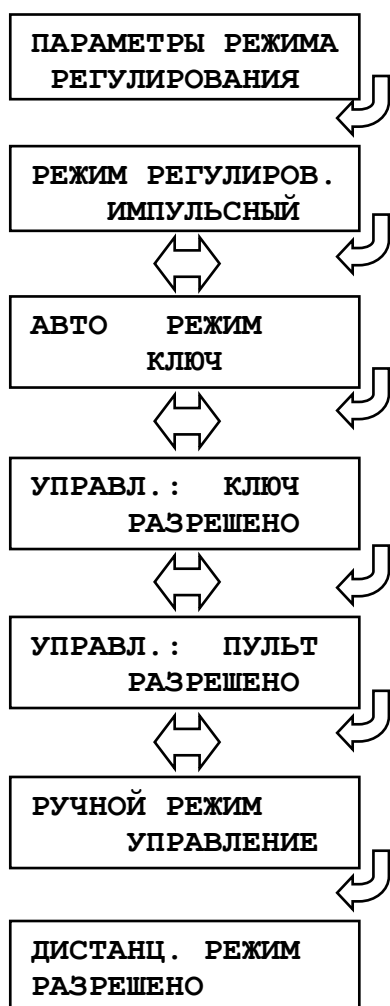 ПАРАМЕТРЫ РЕЖИМА
РЕГУЛИРОВАНИЯ
РЕЖИМ РЕГУЛИРОВ.
ИМПУЛЬСНЫЙ
АВТО РЕЖИМ
КЛЮЧ
УПРАВЛ.: КЛЮЧ
РАЗРЕШЕНО
УПРАВЛ.: ПУЛЬТ
РАЗРЕШЕНО
РУЧНОЙ РЕЖИМ
УПРАВЛЕНИЕ
ДИСТАНЦ. РЕЖИМ
РАЗРЕШЕНО